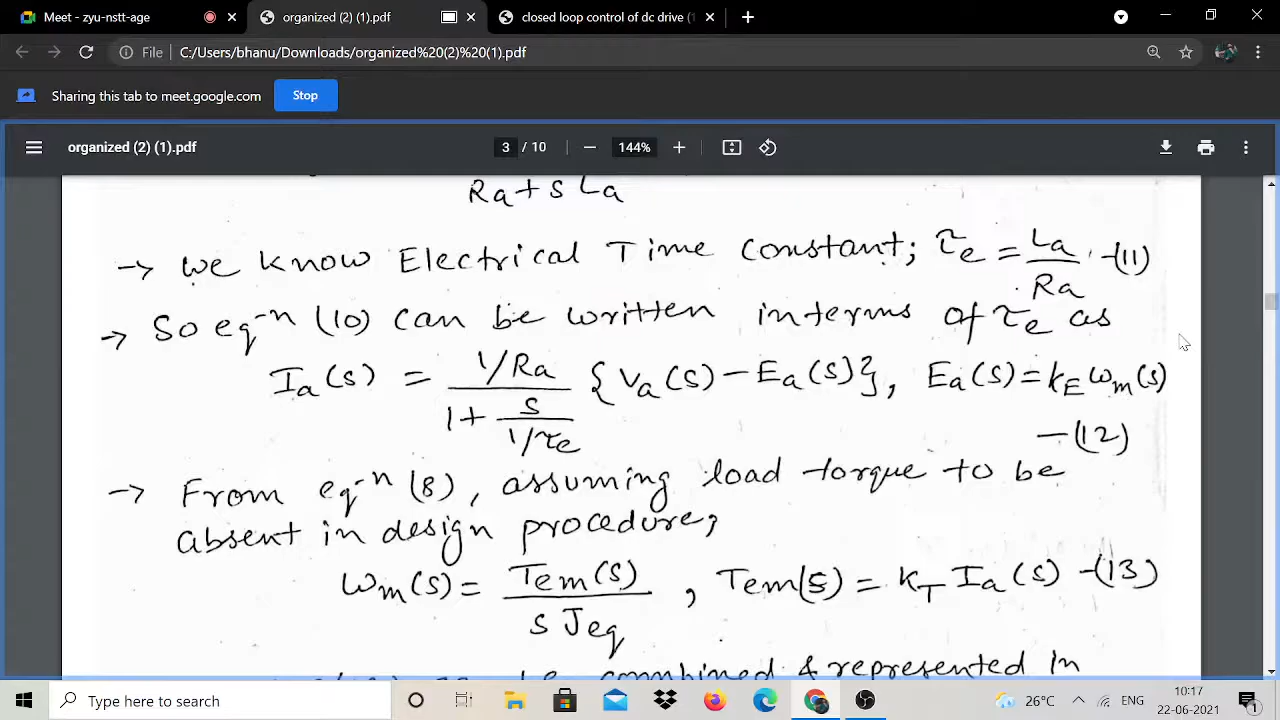 Meet - zyu-nstt-age
organized (2) (1).pdf
closed loop control of dc drive (1
File C:/Users/bhanu/Downloads/organized%20(2)%20(1).pdf
Sharing this tab to meet.google.com Stop
organized (2) (1).pdf 3 / 10 144%
Ra + s La
→ We know Electrical Time constant; τe = La/Ra -(11)
→ So eq-n (10) can be written interms of τe as
Ia(s) = 1/Ra / (1 + s/(1/τe)) {Va(s) - Ea(s)}, Ea(s) = kE ωm(s)
-(12)
→ From eq-n (8), assuming load torque to be
absent in design procedure,
ωm(s) = Tem(s) / s Jeq , Tem(s) = kT Ia(s) -(13)
combined & represented in
Type here to search
26°C ENG 10:17
22-06-2021
1